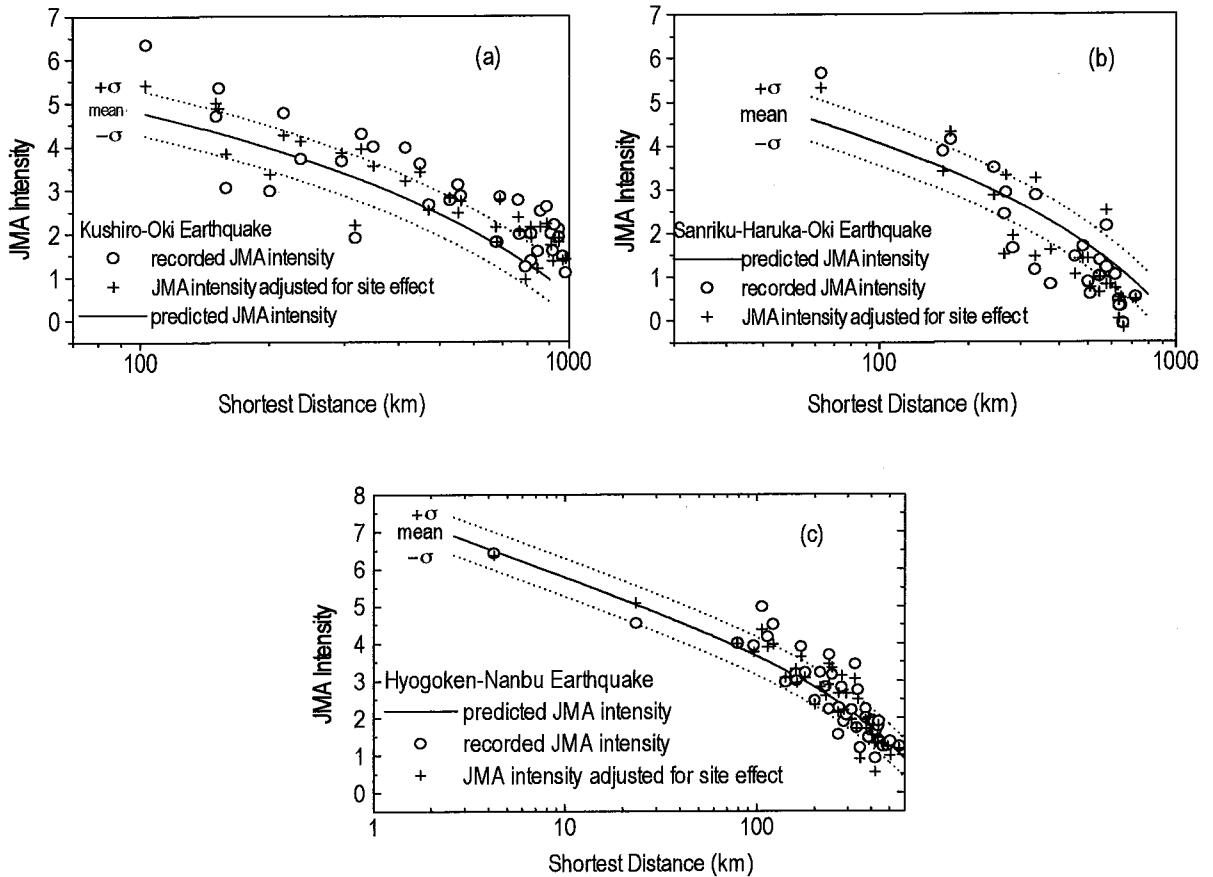 7
6
5
4
3
2
1
0
JMA Intensity
(a)
+σ
mean
−σ
Kushiro-Oki Earthquake
recorded JMA intensity
JMA intensity adjusted for site effect
predicted JMA intensity
100
1000
Shortest Distance (km)
7
6
5
4
3
2
1
0
JMA Intensity
(b)
+σ
mean
−σ
Sanriku-Haruka-Oki Earthquake
predicted JMA intensity
recorded JMA intensity
JMA intensity adjusted for site effect
100
1000
Shortest Distance (km)
8
7
6
5
4
3
2
1
0
JMA Intensity
(c)
+σ
mean
−σ
Hyogoken-Nanbu Earthquake
predicted JMA intensity
recorded JMA intensity
JMA intensity adjusted for site effect
1
10
100
Shortest Distance (km)